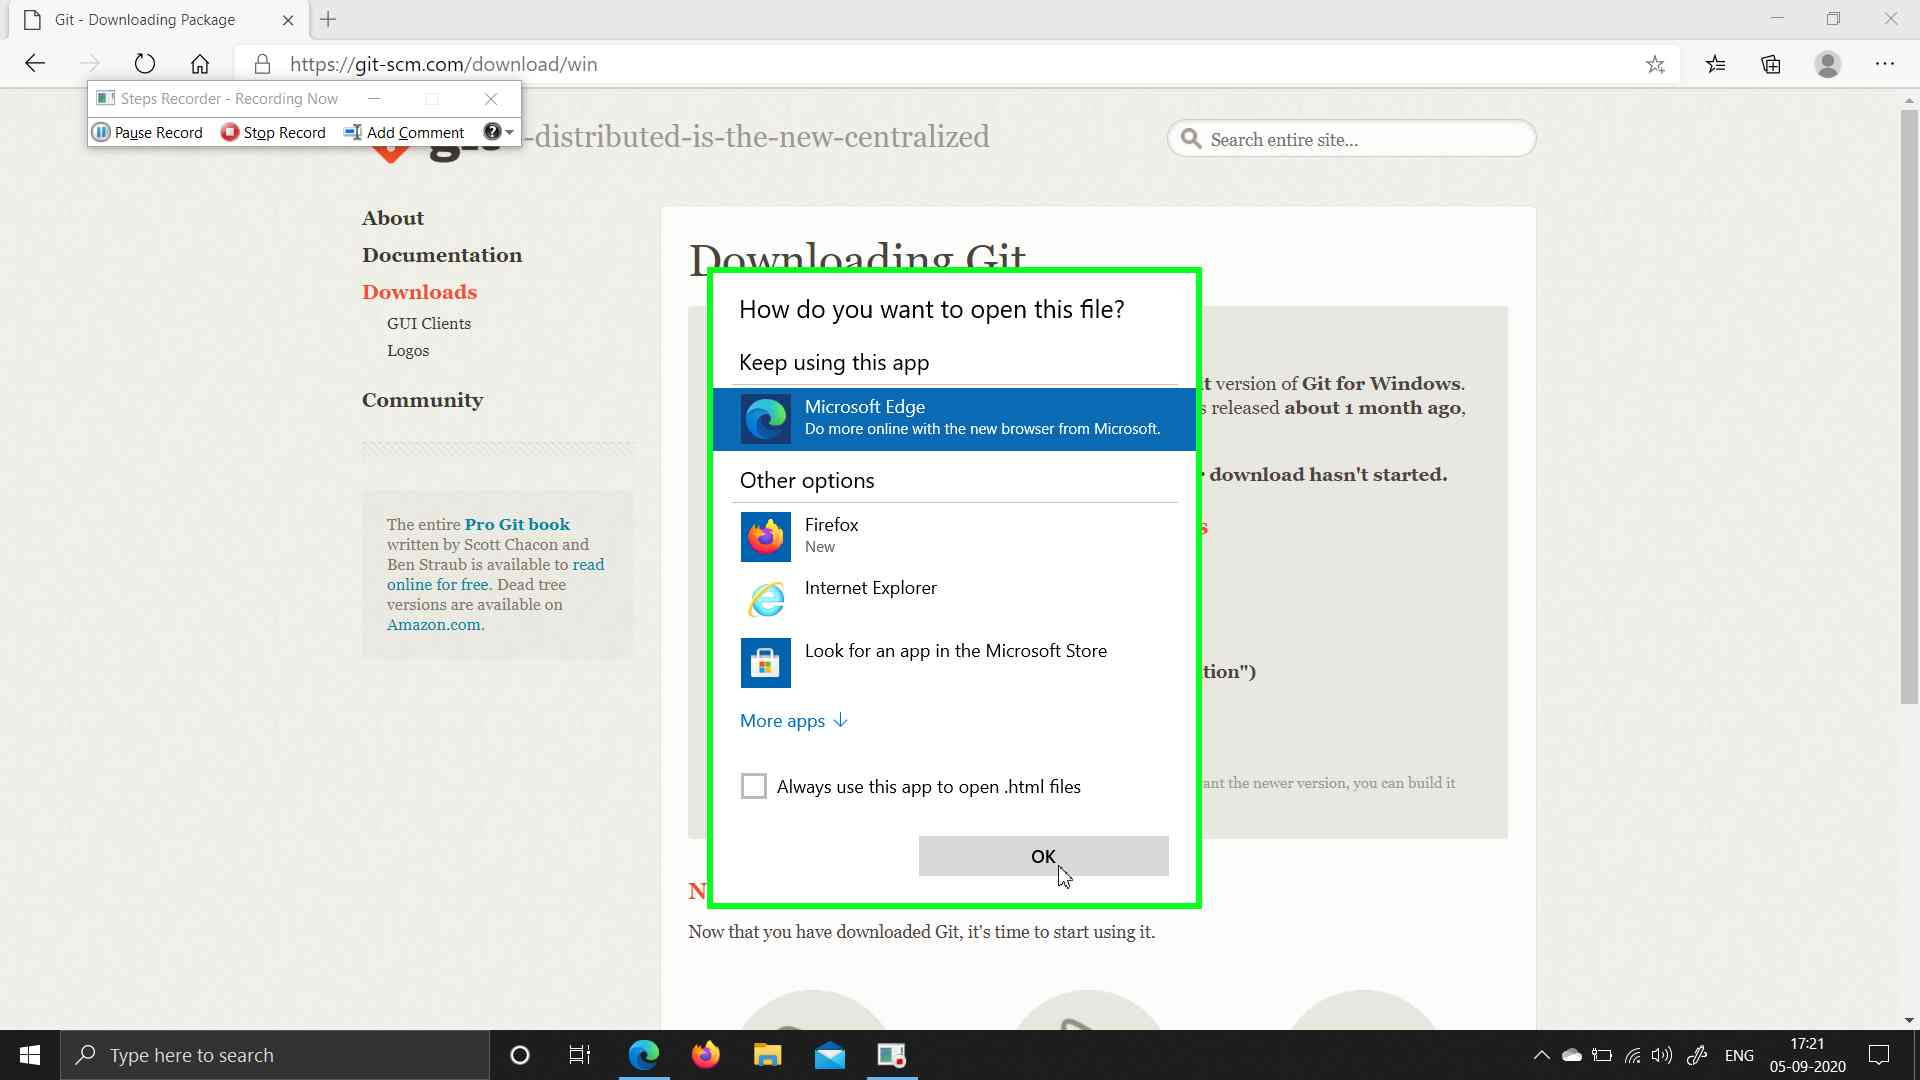 Git - Downloading Package
https://git-scm.com/download/win
Steps Recorder - Recording Now
Pause Record
Stop Record
Add Comment
-distributed-is-the-new-centralized
Search entire site...
About
Documentation
Downloads
GUI Clients
Logos
Community
The entire Pro Git book
written by Scott Chacon and
Ben Straub is available to read
online for free. Dead tree
versions are available on
Amazon.com.
Downloading Git
version of Git for Windows.
released about 1 month ago,
download hasn't started.
tion")
ant the newer version, you can build it
How do you want to open this file?
Keep using this app
Microsoft Edge
Do more online with the new browser from Microsoft.
Other options
Firefox
New
Internet Explorer
Look for an app in the Microsoft Store
More apps
Always use this app to open .html files
OK
N
Now that you have downloaded Git, it's time to start using it.
Type here to search
ENG
17:21
05-09-2020